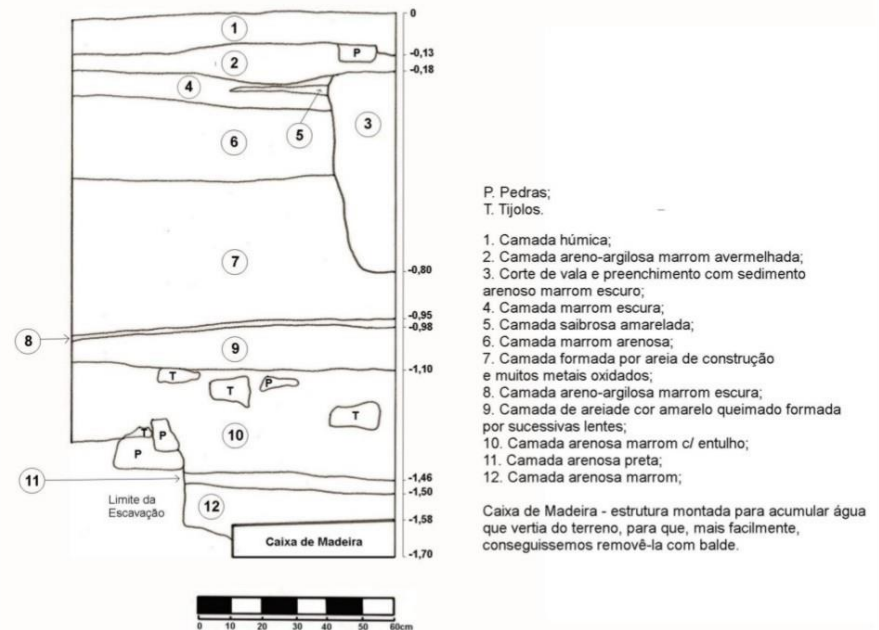 0
1
P
-0,13
2
-0,18
4
3
5
6
7
-0,80
-0,95
-0,98
8
9
-1,10
T
P
T
T
T
P
10
P
-1,46
11
-1,50
Limite da
Escavação
12
-1,58
Caixa de Madeira
-1,70
0 10 20 30 40 50 60cm
P. Pedras;
T. Tijolos.
1. Camada húmica;
2. Camada areno-argilosa marrom avermelhada;
3. Corte de vala e preenchimento com sedimento
arenoso marrom escuro;
4. Camada marrom escura;
5. Camada saibrosa amarelada;
6. Camada marrom arenosa;
7. Camada formada por areia de construção
e muitos metais oxidados;
8. Camada areno-argilosa marrom escura;
9. Camada de areiade cor amarelo queimado formada
por sucessivas lentes;
10. Camada arenosa marrom c/ entulho;
11. Camada arenosa preta;
12. Camada arenosa marrom;
Caixa de Madeira - estrutura montada para acumular água
que vertia do terreno, para que, mais facilmente,
conseguissemos removê-la com balde.